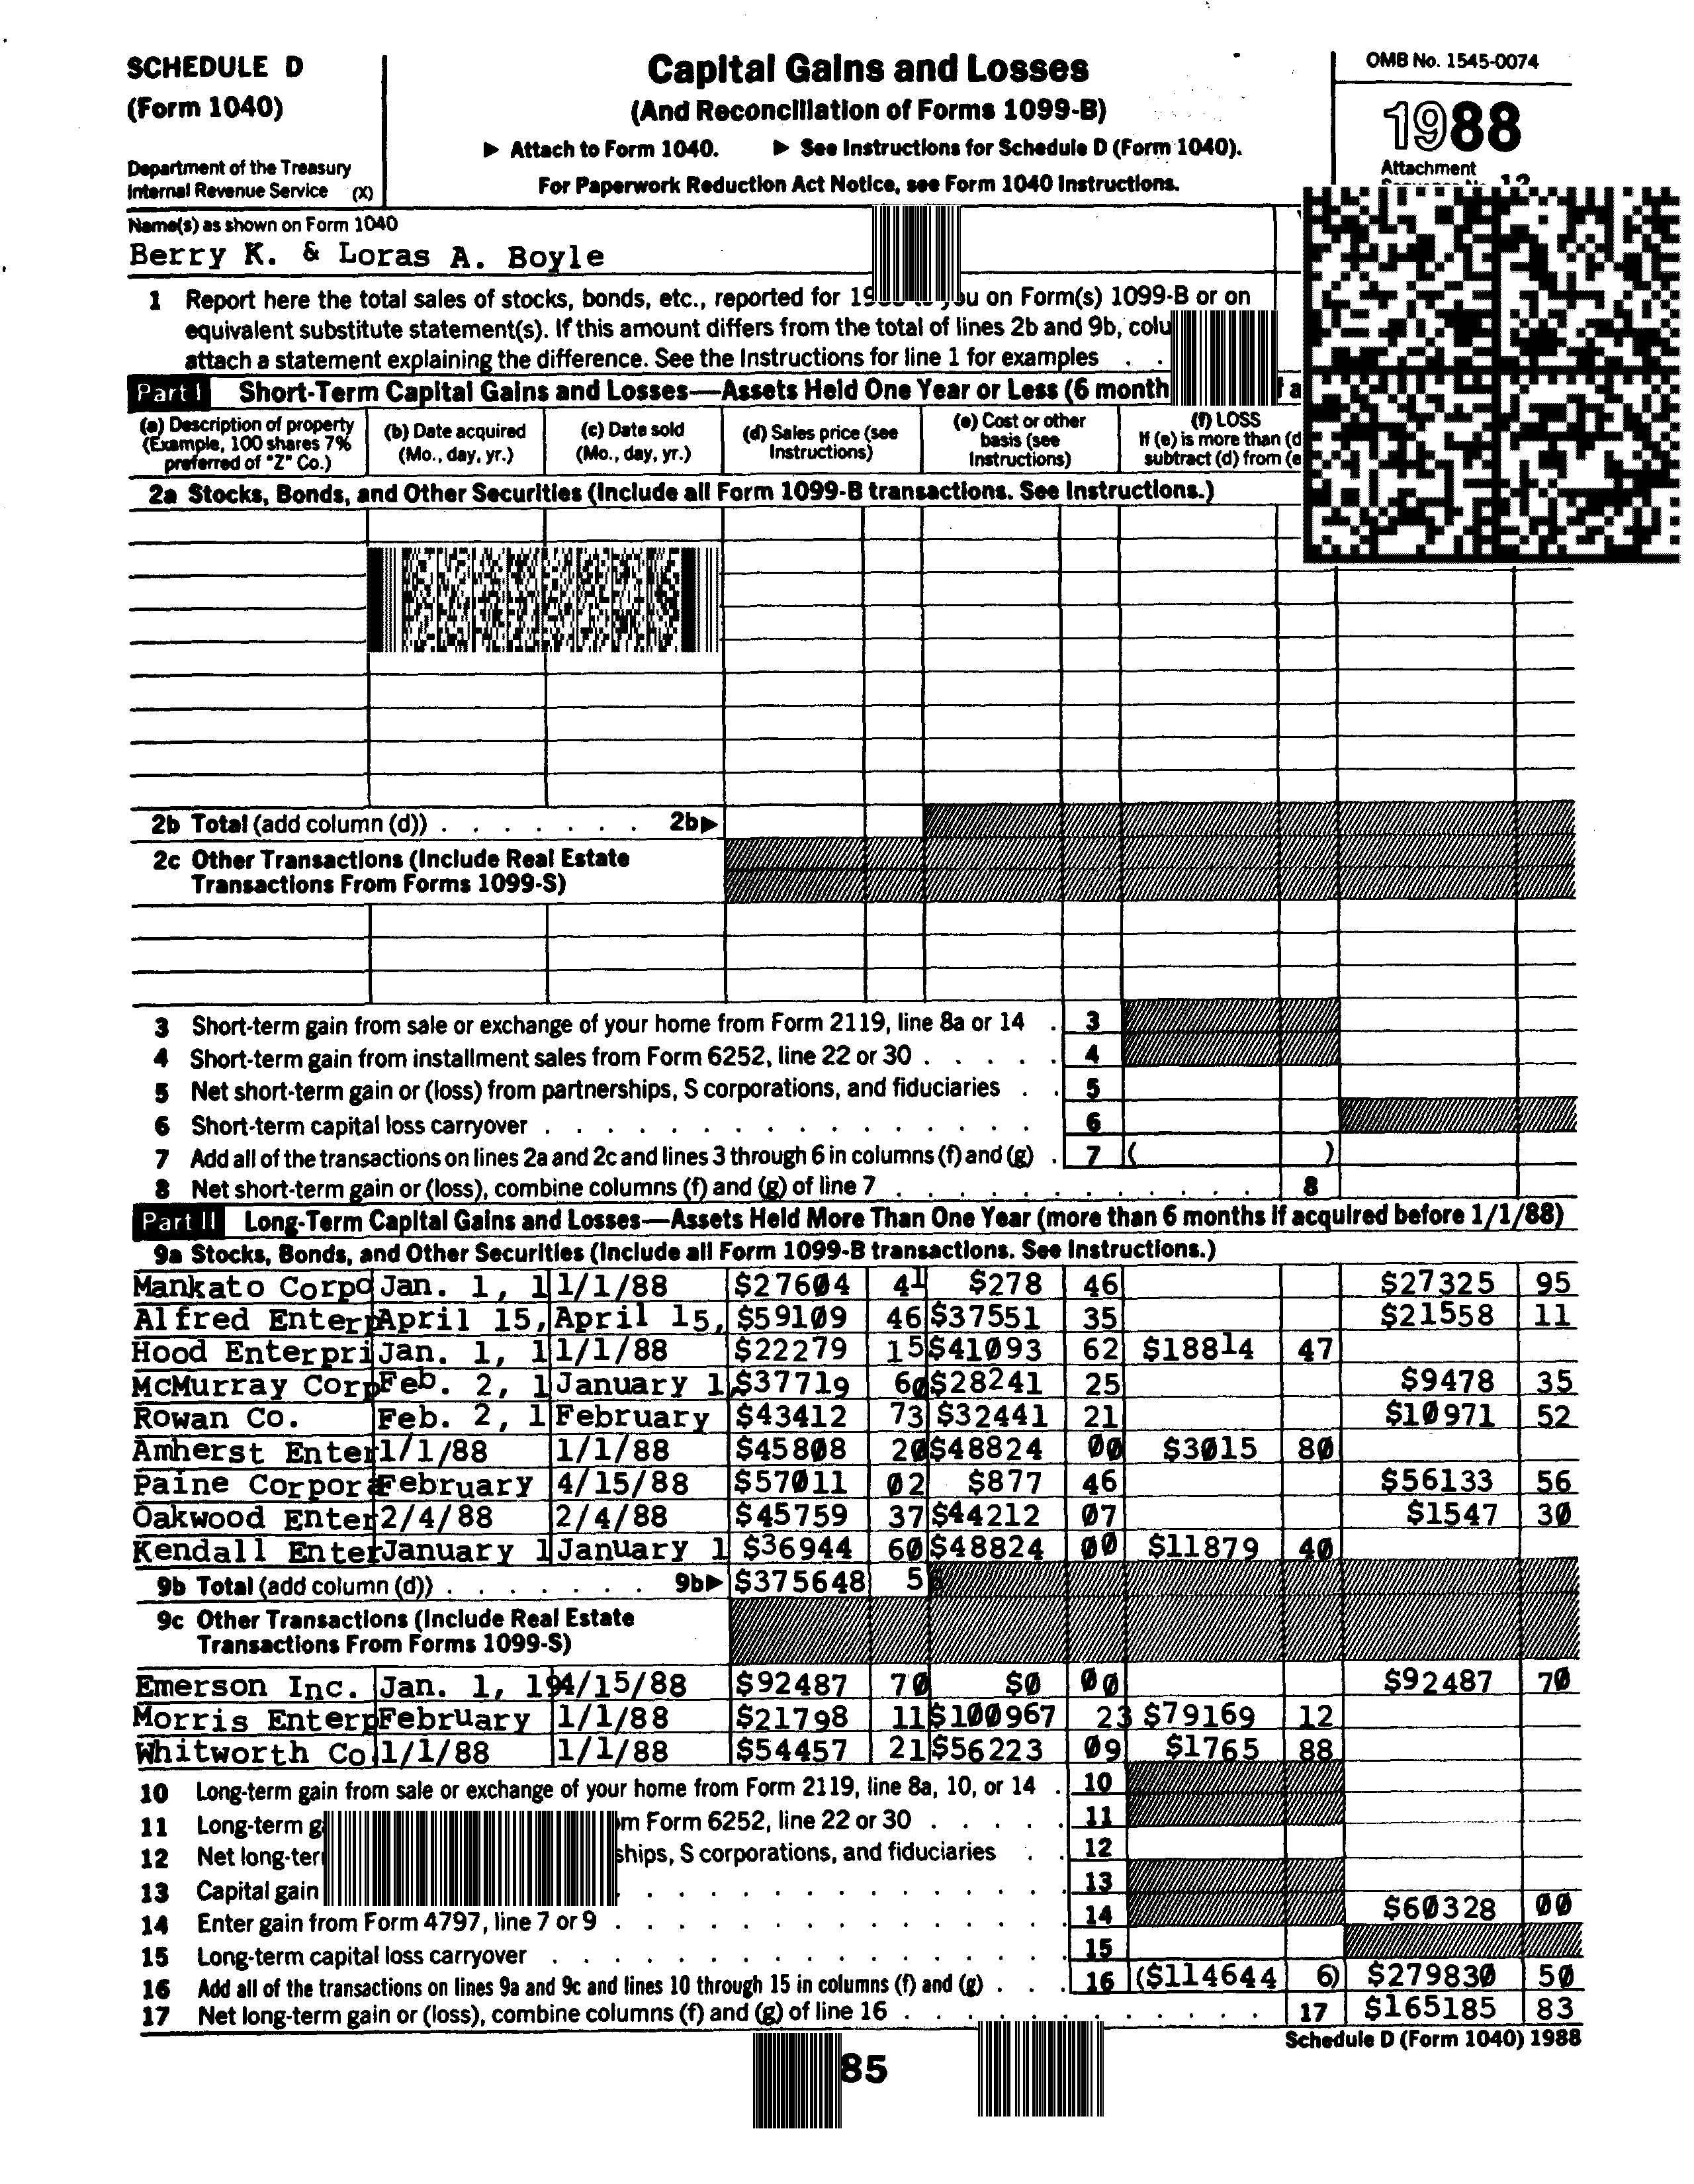 SCHEDULE D
(Form 1040)
Department of the Treasury
Internal Revenue Service (X)
Capital Gains and Losses
(And Reconciliation of Forms 1099-B)
▶ Attach to Form 1040. ▶ See Instructions for Schedule D (Form 1040).
For Paperwork Reduction Act Notice, see Form 1040 Instructions.
OMB No. 1545-0074
1988
Attachment
Name(s) as shown on Form 1040
Berry K. & Loras A. Boyle
1 Report here the total sales of stocks, bonds, etc., reported for you on Form(s) 1099-B or on
equivalent substitute statement(s). If this amount differs from the total of lines 2b and 9b,
attach a statement explaining the difference. See the Instructions for line 1 for examples . .
Part I Short-Term Capital Gains and Losses—Assets Held One Year or Less (6 month
(a) Description of property (Example, 100 shares 7% preferred of "Z" Co.) (b) Date acquired (Mo., day, yr.) (c) Date sold (Mo., day, yr.) (d) Sales price (see Instructions) (e) Cost or other basis (see Instructions) (f) LOSS If (e) is more than (d subtract (d) from (e
2a Stocks, Bonds, and Other Securities (Include all Form 1099-B transactions. See Instructions.)
2b Total (add column (d)) . . . . . . . 2b▶
2c Other Transactions (Include Real Estate
Transactions From Forms 1099-S)
3 Short-term gain from sale or exchange of your home from Form 2119, line 8a or 14 . 3
4 Short-term gain from installment sales from Form 6252, line 22 or 30 . . . . . 4
5 Net short-term gain or (loss) from partnerships, S corporations, and fiduciaries . . 5
6 Short-term capital loss carryover . . . . . . . . . . . . . . . . 6
7 Add all of the transactions on lines 2a and 2c and lines 3 through 6 in columns (f) and (g) . 7 ( )
8 Net short-term gain or (loss), combine columns (f) and (g) of line 7 . . . . . . . . . . . . 8
Part II Long-Term Capital Gains and Losses—Assets Held More Than One Year (more than 6 months if acquired before 1/1/88)
9a Stocks, Bonds, and Other Securities (Include all Form 1099-B transactions. See Instructions.)
Mankato Corpo Jan. 1, 1 1/1/88 $27604 41 $278 46 $27325 95
Alfred Enterp April 15, April 15, $59109 46 $37551 35 $21558 11
Hood Enterpri Jan. 1, 1 1/1/88 $22279 15 $41093 62 $18814 47
McMurray Corp Feb. 2, 1 January 1, $37719 60 $28241 25 $9478 35
Rowan Co. Feb. 2, 1 February $43412 73 $32441 21 $10971 52
Amherst Enter 1/1/88 1/1/88 $45808 20 $48824 00 $3015 80
Paine Corpora February 4/15/88 $57011 02 $877 46 $56133 56
Oakwood Enter 2/4/88 2/4/88 $45759 37 $44212 07 $1547 30
Kendall Enter January 1 January 1 $36944 60 $48824 00 $11879 40
9b Total (add column (d)) . . . . . . . 9b▶ $375648 5
9c Other Transactions (Include Real Estate
Transactions From Forms 1099-S)
Emerson Inc. Jan. 1, 19 4/15/88 $92487 70 $0 00 $92487 70
Morris Enterp February 1/1/88 $21798 11 $100967 23 $79169 12
Whitworth Co 1/1/88 1/1/88 $54457 21 $56223 09 $1765 88
10 Long-term gain from sale or exchange of your home from Form 2119, line 8a, 10, or 14 . 10
11 Long-term Form 6252, line 22 or 30 . . . . . 11
12 Net S corporations, and fiduciaries . . 12
13 Capital gain . . . . . . . . . . . . . . 13
14 Enter gain from Form 4797, line 7 or 9 . . . . . . . . . . . . . . 14 $60328 00
15 Long-term capital loss carryover . . . . . . . . . . . . . . . . 15
16 Add all of the transactions on lines 9a and 9c and lines 10 through 15 in columns (f) and (g) . . . 16 ($114644 6) $279830 50
17 Net long-term gain or (loss), combine columns (f) and (g) of line 16 . . . . . . . . . . . . 17 $165185 83
Schedule D (Form 1040) 1988
85